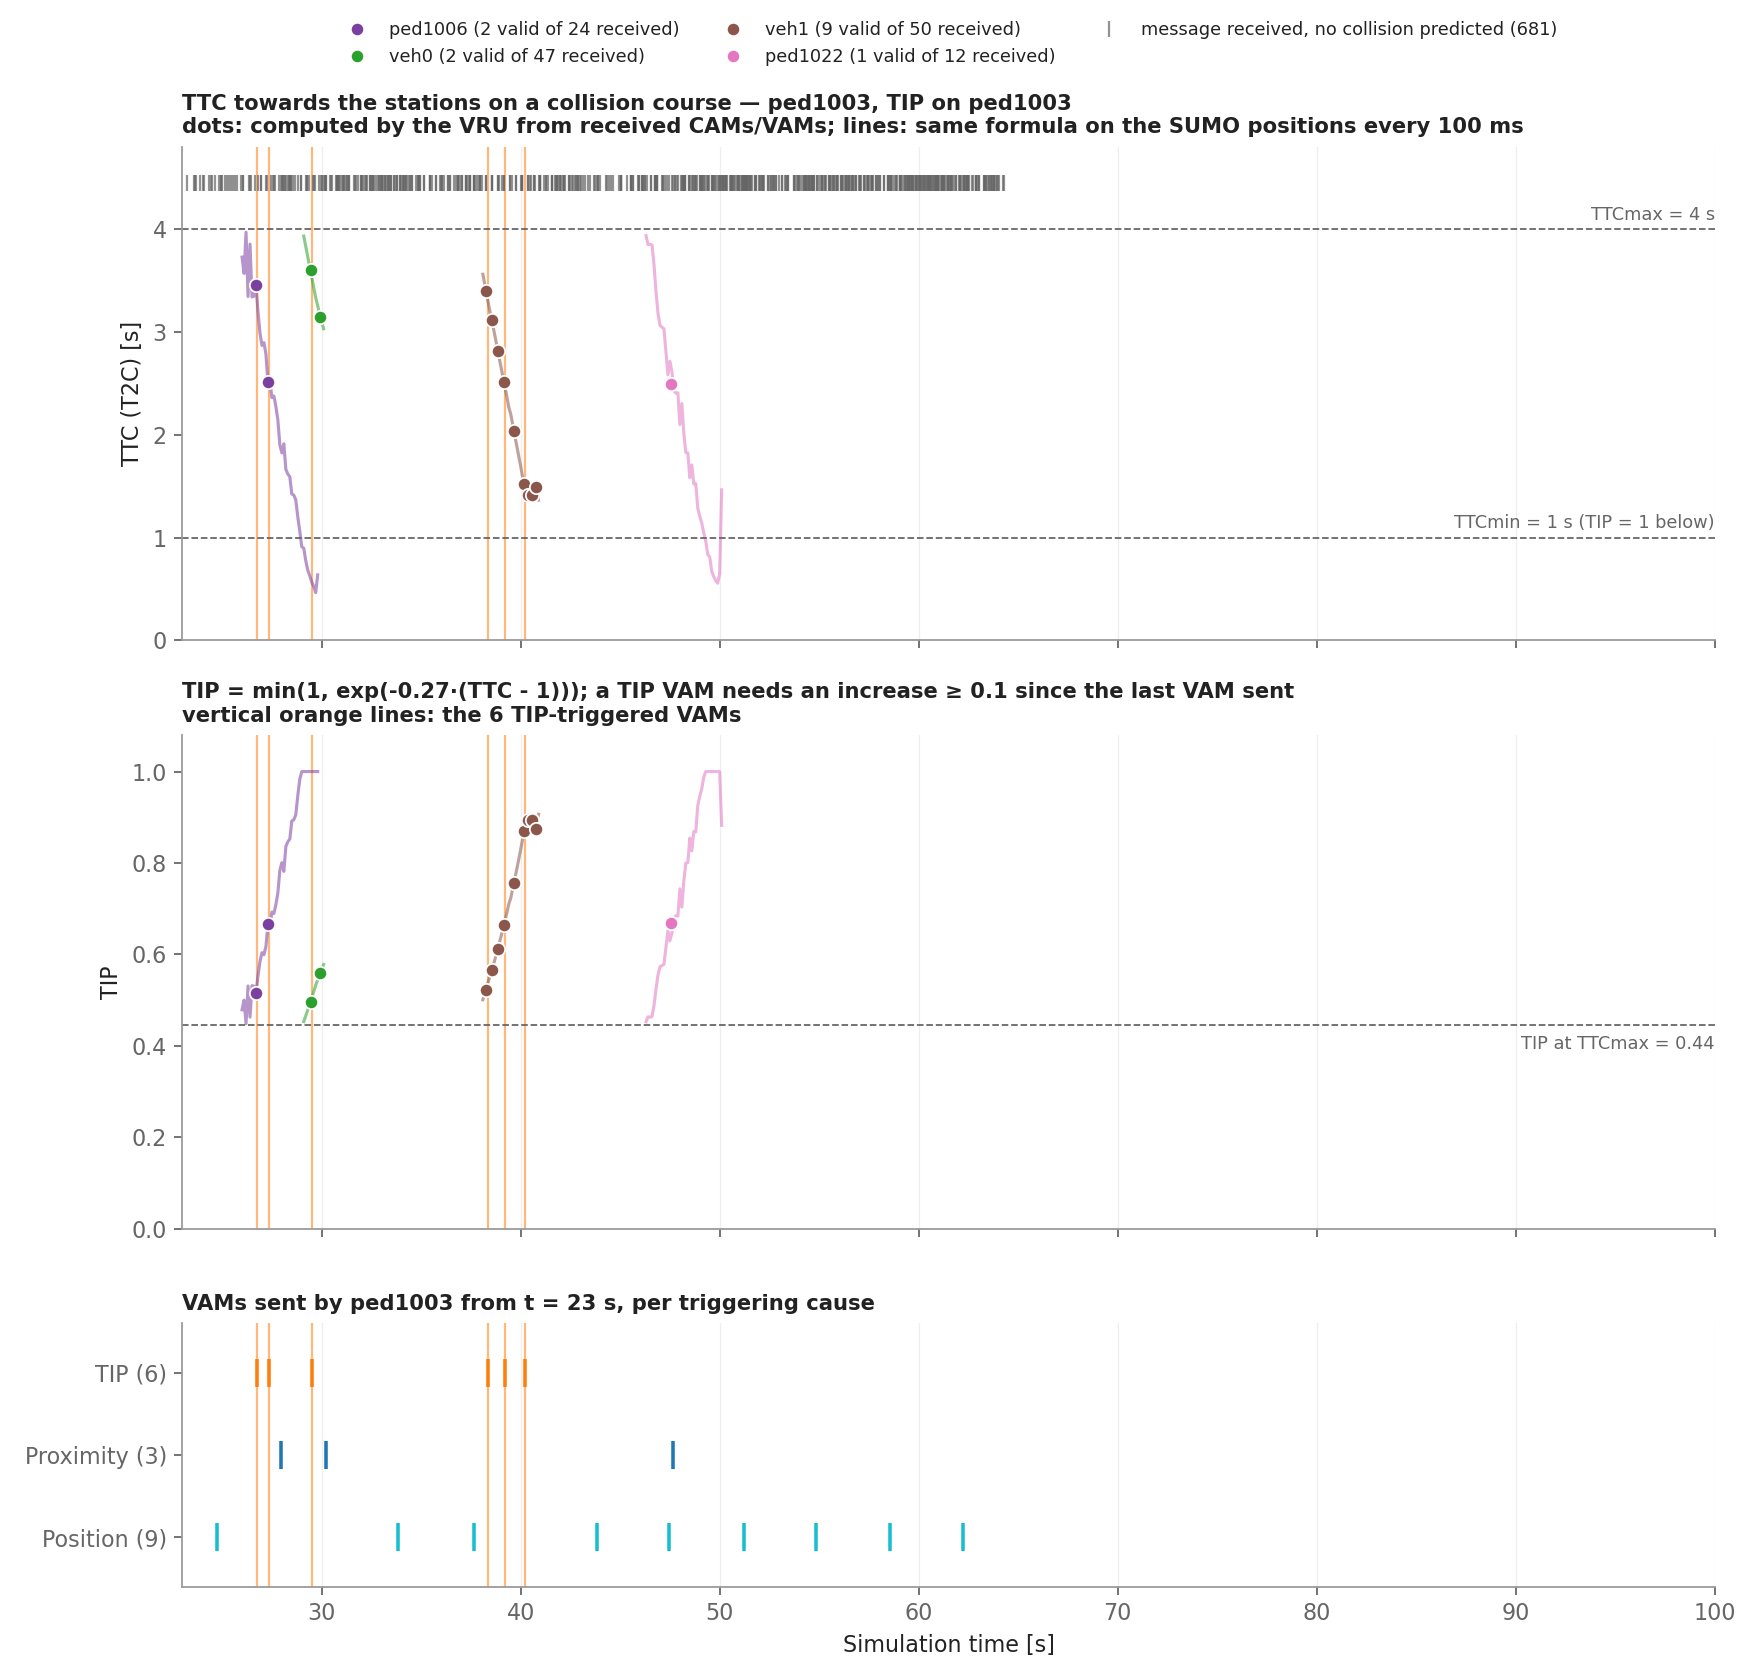 ped1006 (2 valid of 24 received)
veh0 (2 valid of 47 received)
veh1 (9 valid of 50 received)
ped1022 (1 valid of 12 received)
message received, no collision predicted (681)
TTC towards the stations on a collision course — ped1003, TIP on ped1003
dots: computed by the VRU from received CAMs/VAMs; lines: same formula on the SUMO positions every 100 ms
TTC (T2C) [s]
4
3
2
1
0
TTCmax = 4 s
TTCmin = 1 s (TIP = 1 below)
TIP = min(1, exp(-0.27·(TTC - 1))); a TIP VAM needs an increase ≥ 0.1 since the last VAM sent
vertical orange lines: the 6 TIP-triggered VAMs
TIP
1.0
0.8
0.6
0.4
0.2
0.0
TIP at TTCmax = 0.44
VAMs sent by ped1003 from t = 23 s, per triggering cause
TIP (6)
Proximity (3)
Position (9)
30 40 50 60 70 80 90 100
Simulation time [s]